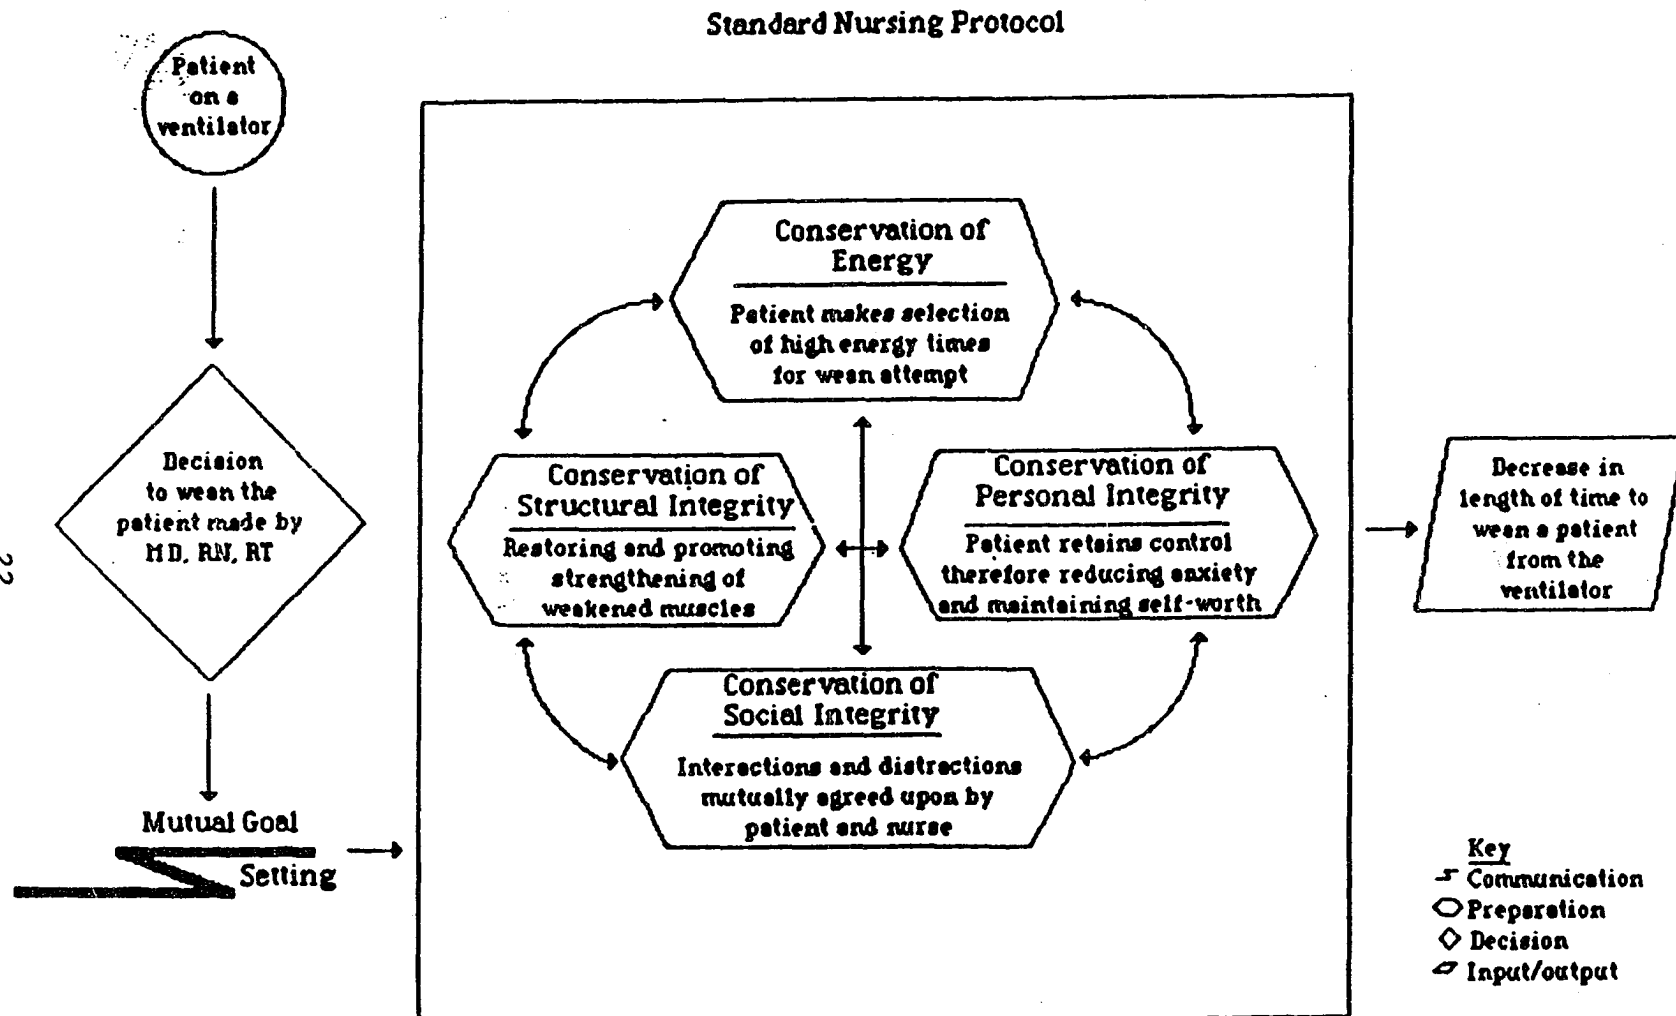 Standard Nursing Protocol
Patient
on a
ventilator
Decision
to wean the
patient made by
MD, RN, RT
Mutual Goal
Setting
Conservation of
Energy
Patient makes selection
of high energy times
for wean attempt
Conservation of
Structural Integrity
Restoring and promoting
strengthening of
weakened muscles
Conservation of
Personal Integrity
Patient retains control
therefore reducing anxiety
and maintaining self-worth
Conservation of
Social Integrity
Interactions and distractions
mutually agreed upon by
patient and nurse
Decrease in
length of time to
wean a patient
from the
ventilator
Key
Communication
Preparation
Decision
Input/output
22